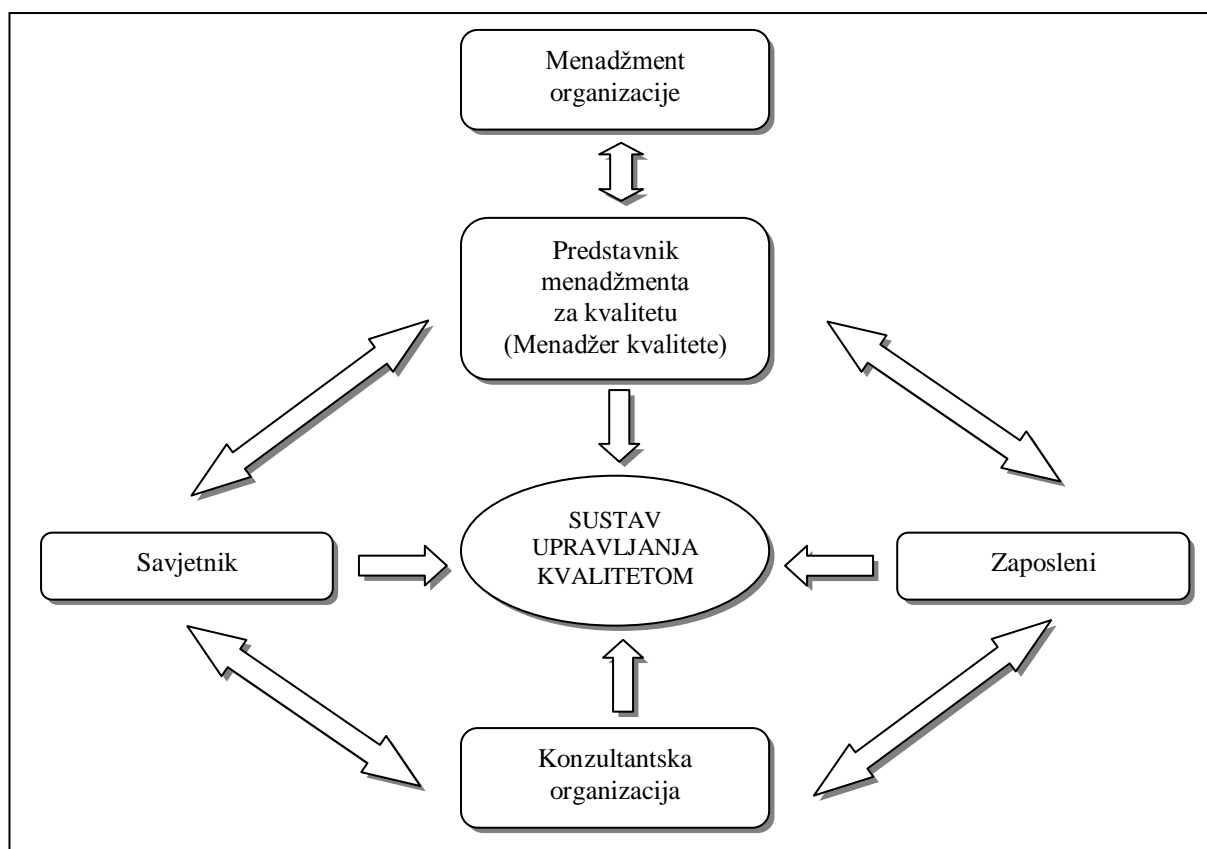 Menadžment
organizacije
Predstavnik
menadžmenta
za kvalitetu
(Menadžer kvalitete)
SUSTAV
UPRAVLJANJA
KVALITETOM
Savjetnik
Zaposleni
Konzultantska
organizacija